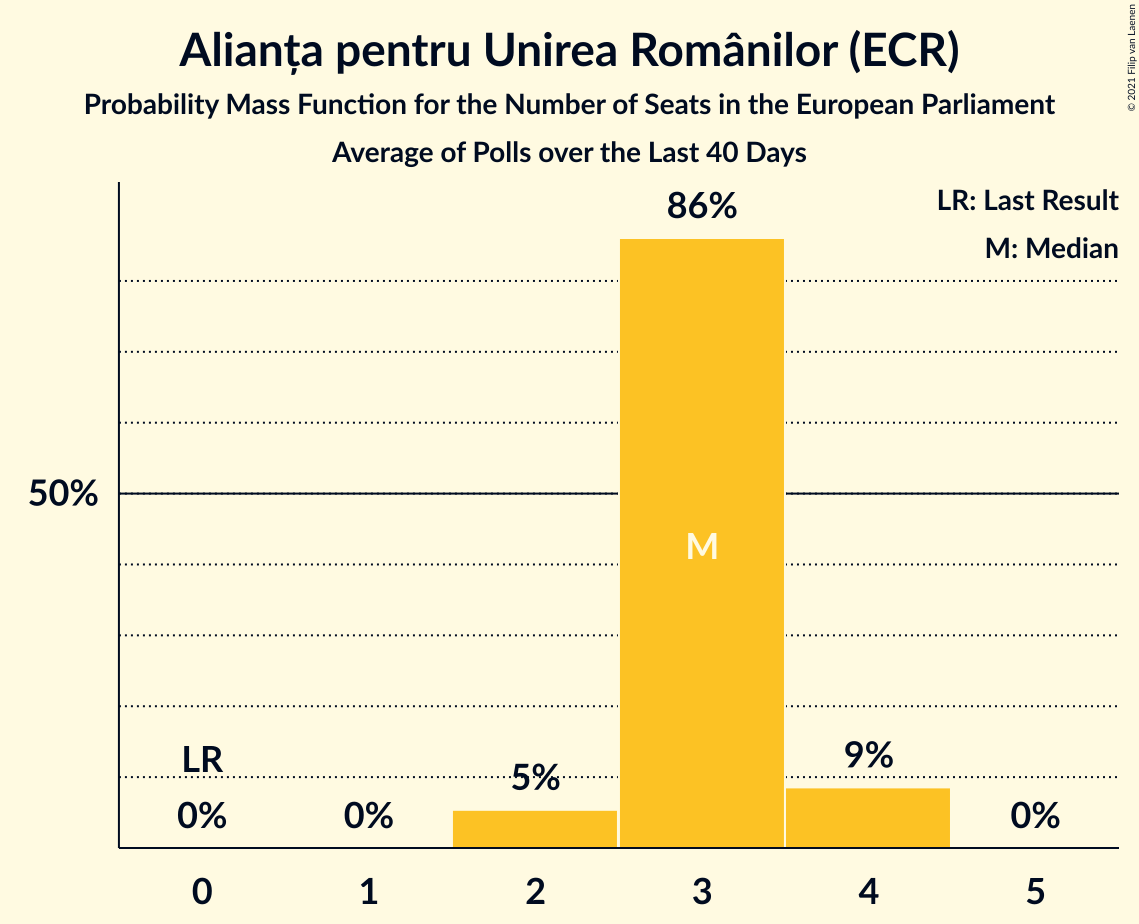 Alianța pentru Unirea Românilor (ECR)
Probability Mass Function for the Number of Seats in the European Parliament
Average of Polls over the Last 40 Days
© 2021 Filip van Laenen
LR: Last Result
M: Median
86%
50%
M
LR
0%
0%
5%
9%
0%
0
1
2
3
4
5